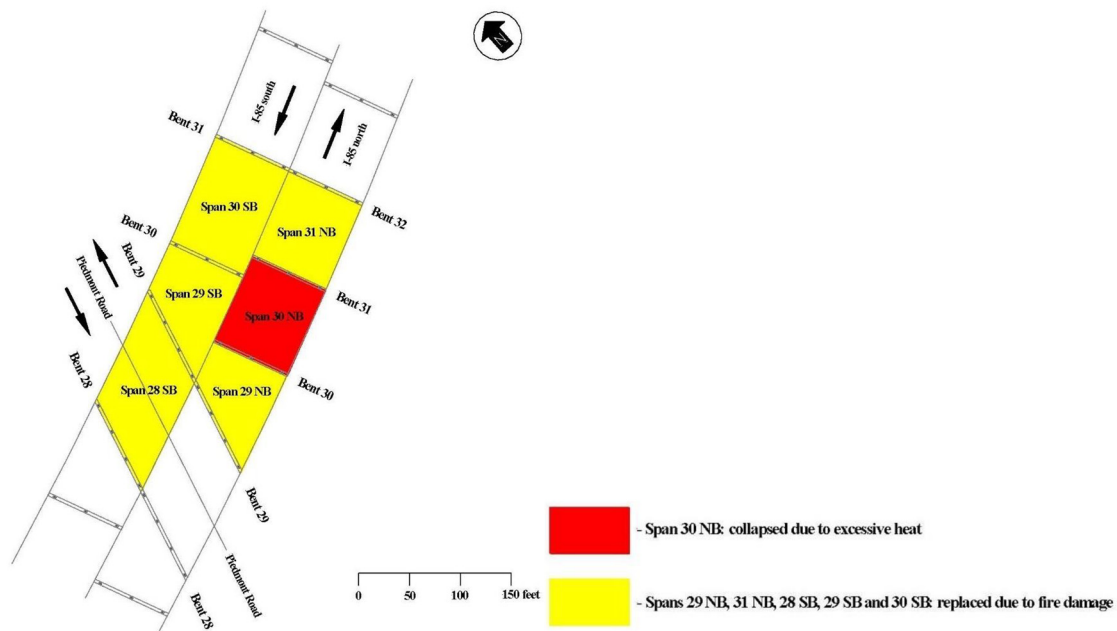 N
I-85 south
I-85 north
Bent 31
Span 30 SB
Bent 32
Span 31 NB
Bent 30
Bent 29
Piedmont Road
Span 29 SB
Bent 31
Span 30 NB
Bent 28
Span 28 SB
Span 29 NB
Bent 30
Bent 29
Piedmont Road
Bent 28
0 50 100 150 feet
- Span 30 NB: collapsed due to excessive heat
- Spans 29 NB, 31 NB, 28 SB, 29 SB and 30 SB: replaced due to fire damage